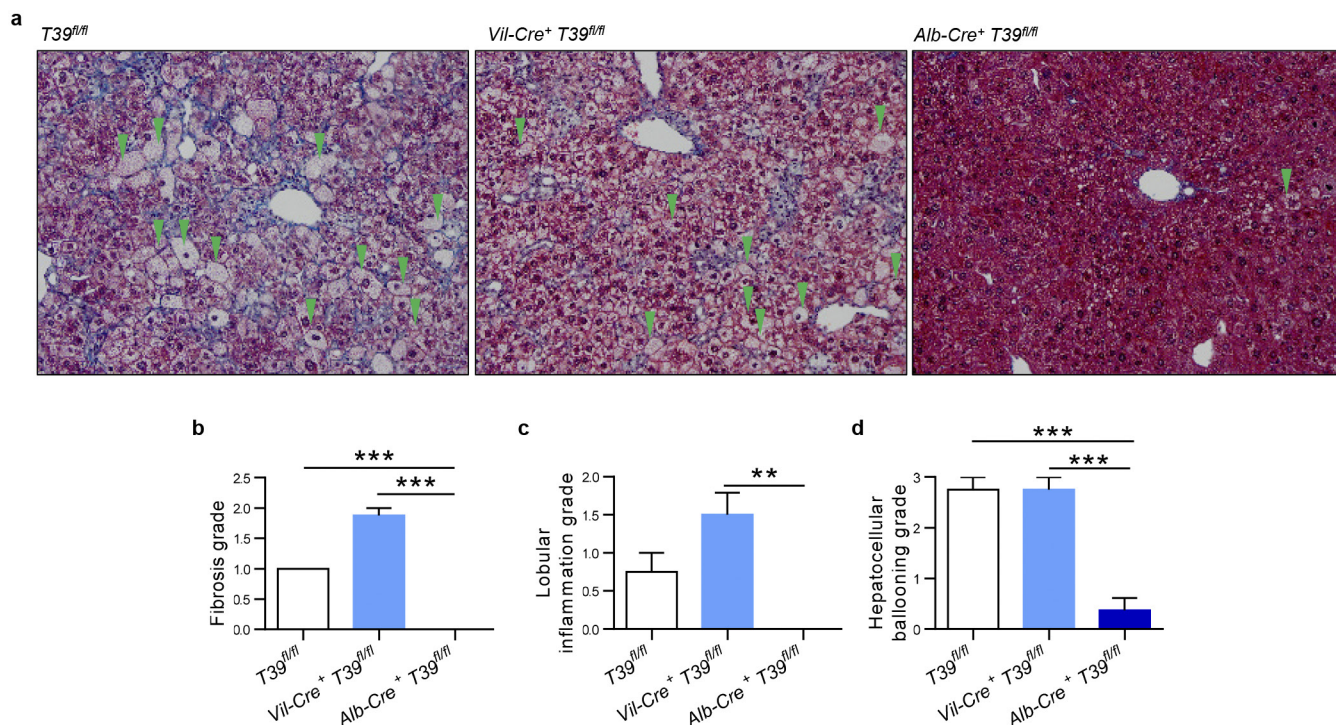 a
T39fl/fl
Vil-Cre+ T39fl/fl
Alb-Cre+ T39fl/fl
b
***
***
Fibrosis grade
2.5
2.0
1.5
1.0
0.5
0.0
T39fl/fl
Vil-Cre+ T39fl/fl
Alb-Cre+ T39fl/fl
c
**
Lobular
inflammation grade
2.0
1.5
1.0
0.5
0.0
T39fl/fl
Vil-Cre+ T39fl/fl
Alb-Cre+ T39fl/fl
d
***
***
Hepatocellular
ballooning grade
3
2
1
0
T39fl/fl
Vil-Cre+ T39fl/fl
Alb-Cre+ T39fl/fl